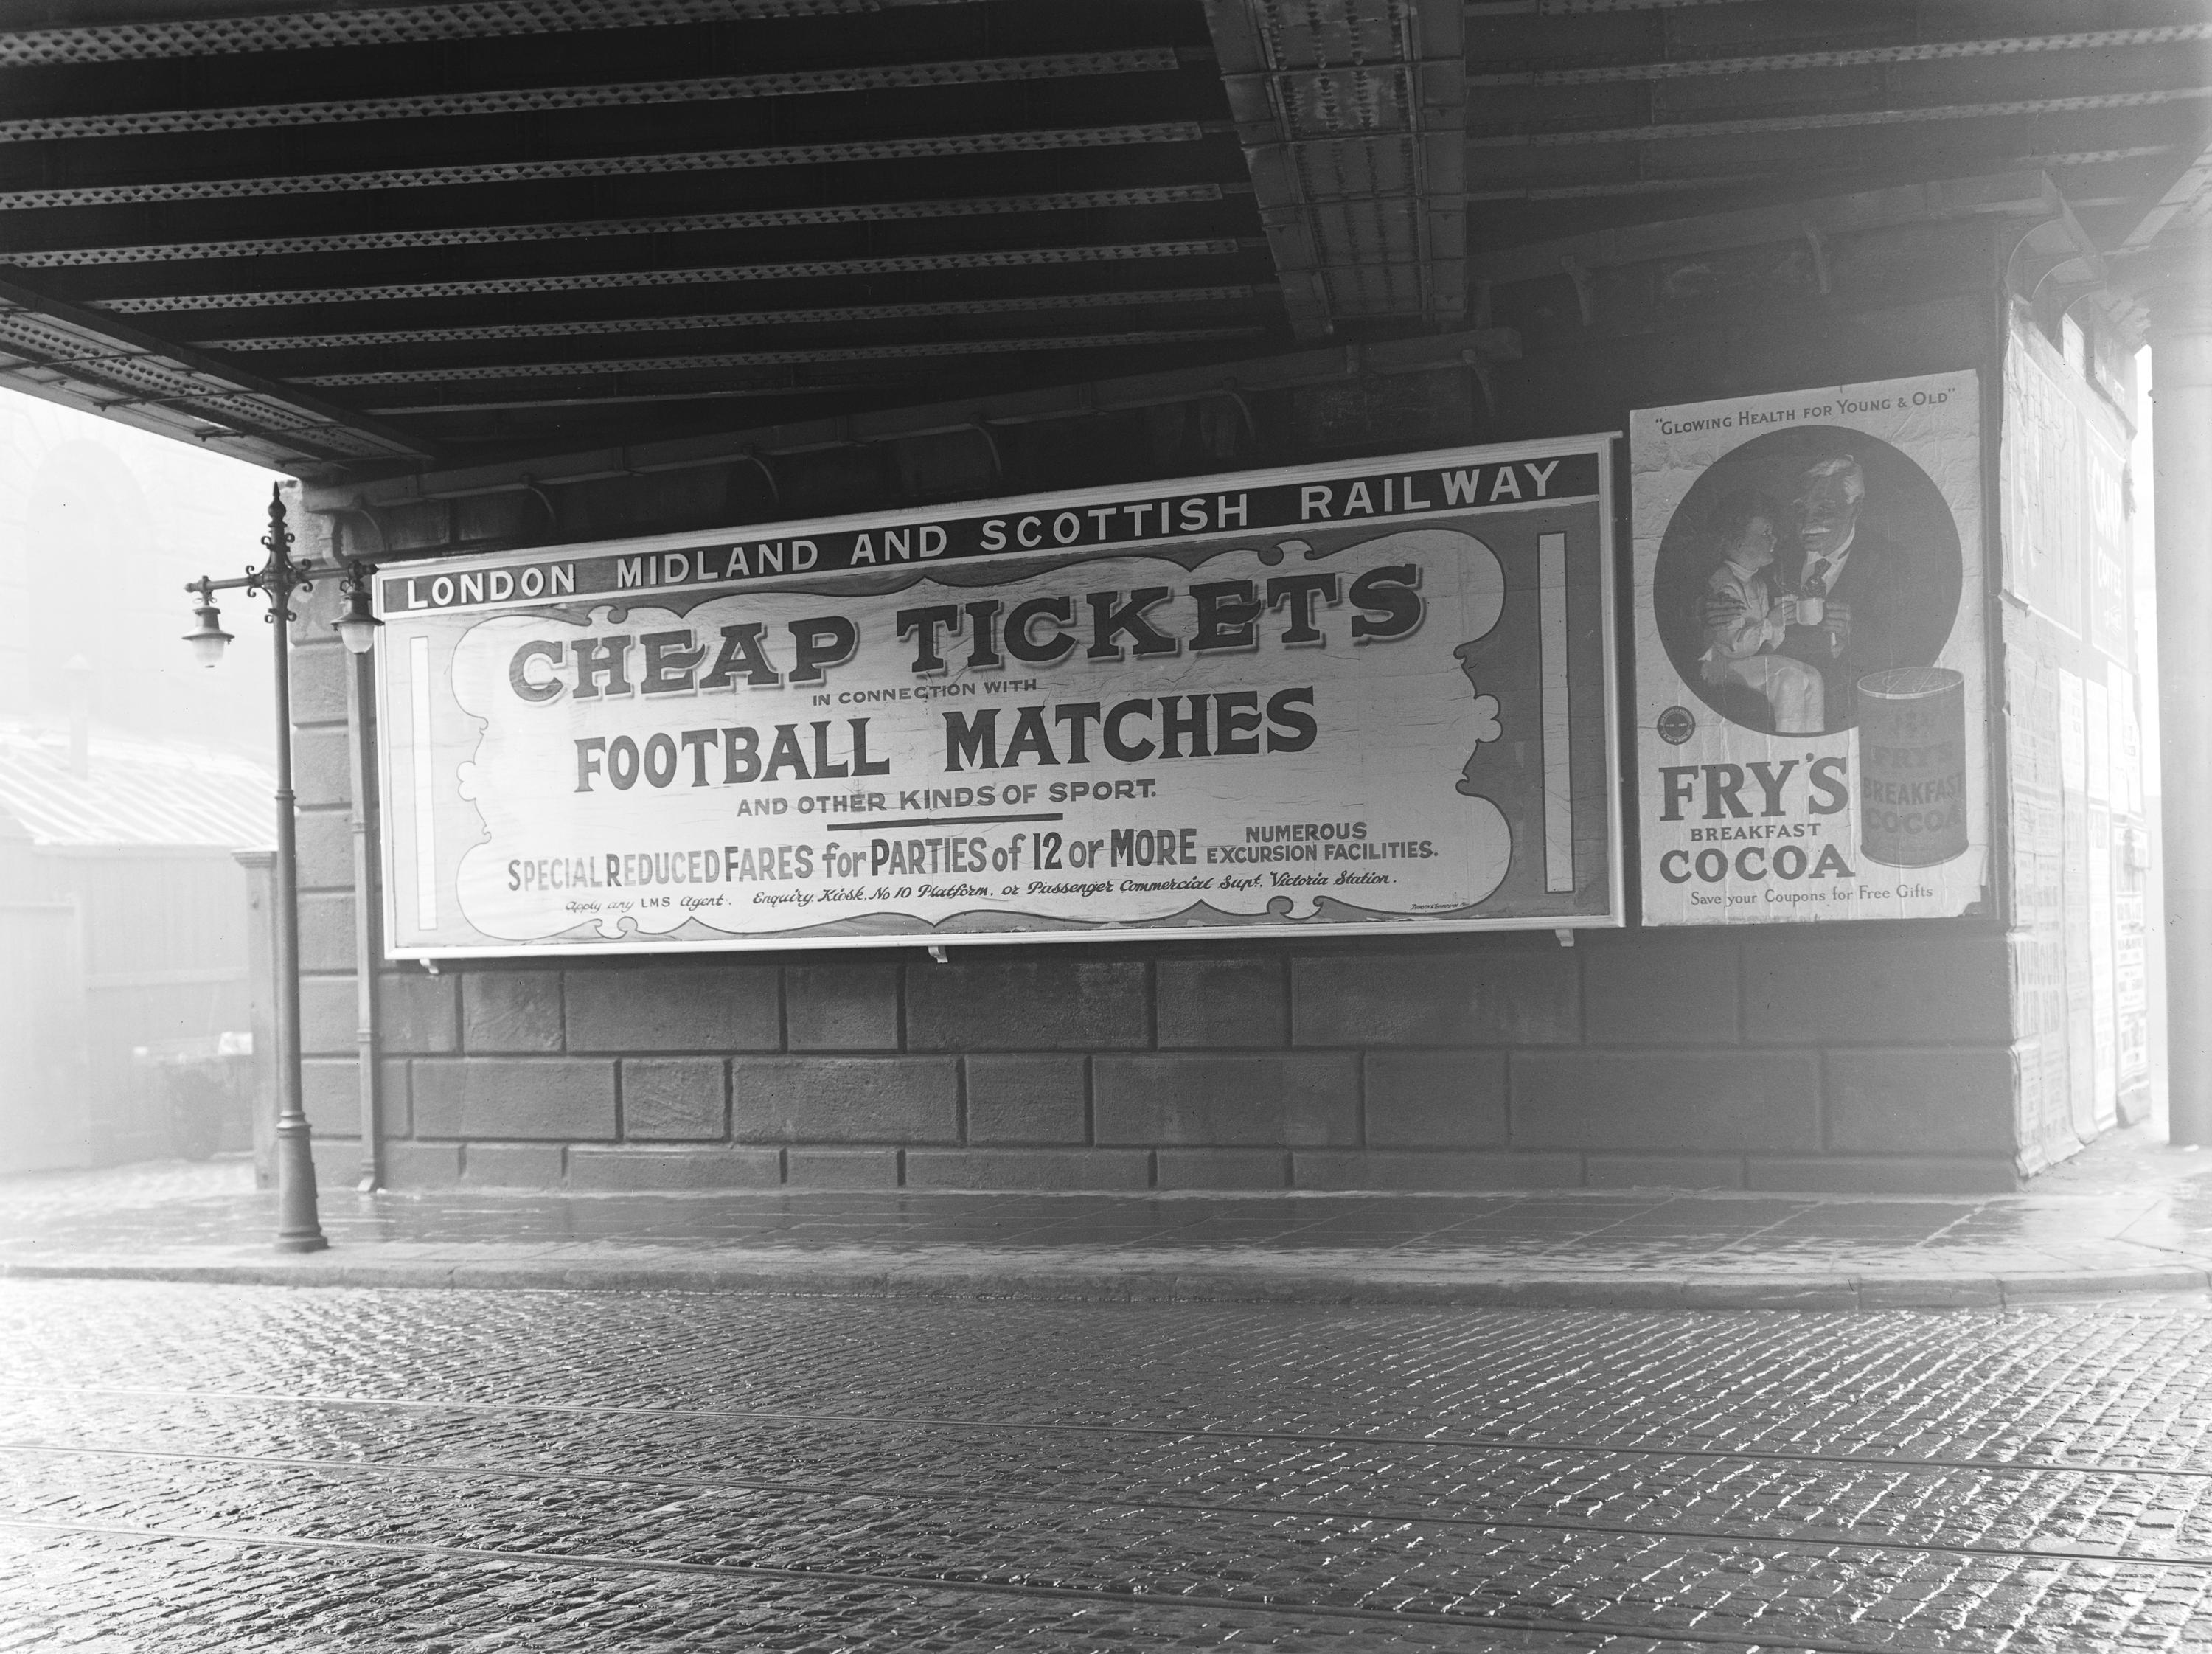 LONDON MIDLAND AND SCOTTISH RAILWAY
CHEAP TICKETS
IN CONNECTION WITH
FOOTBALL MATCHES
AND OTHER KINDS OF SPORT.
SPECIAL REDUCED FARES for PARTIES of 12 or MORE
NUMEROUS
EXCURSION FACILITIES.
Apply any LMS Agent. Enquiry Kiosk, No 10 Platform, or Passenger Commercial Supt. Victoria Station.
"GLOWING HEALTH FOR YOUNG & OLD"
FRY'S
BREAKFAST
COCOA
FRY'S
BREAKFAST
COCOA
Save your Coupons for Free Gifts